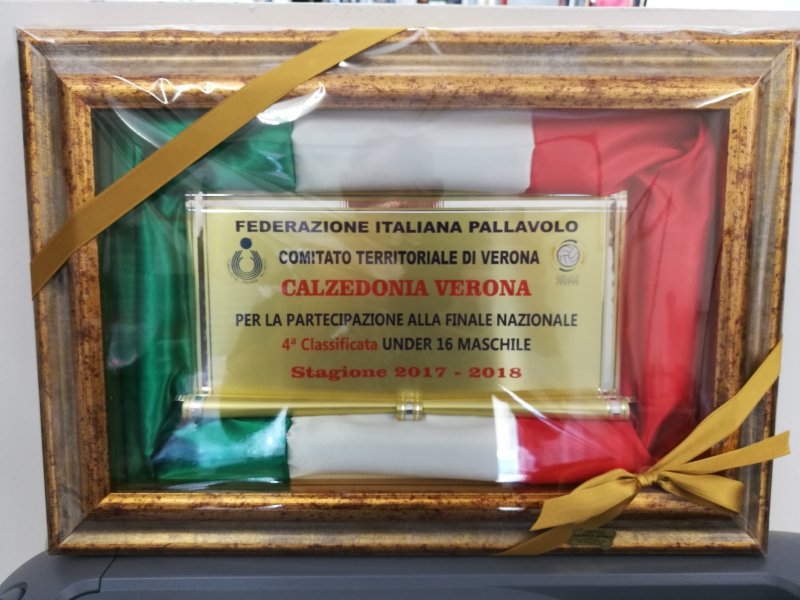 FEDERAZIONE ITALIANA PALLAVOLO
COMITATO TERRITORIALE DI VERONA
CALZEDONIA VERONA
PER LA PARTECIPAZIONE ALLA FINALE NAZIONALE
4ª Classificata UNDER 16 MASCHILE
Stagione 2017 - 2018